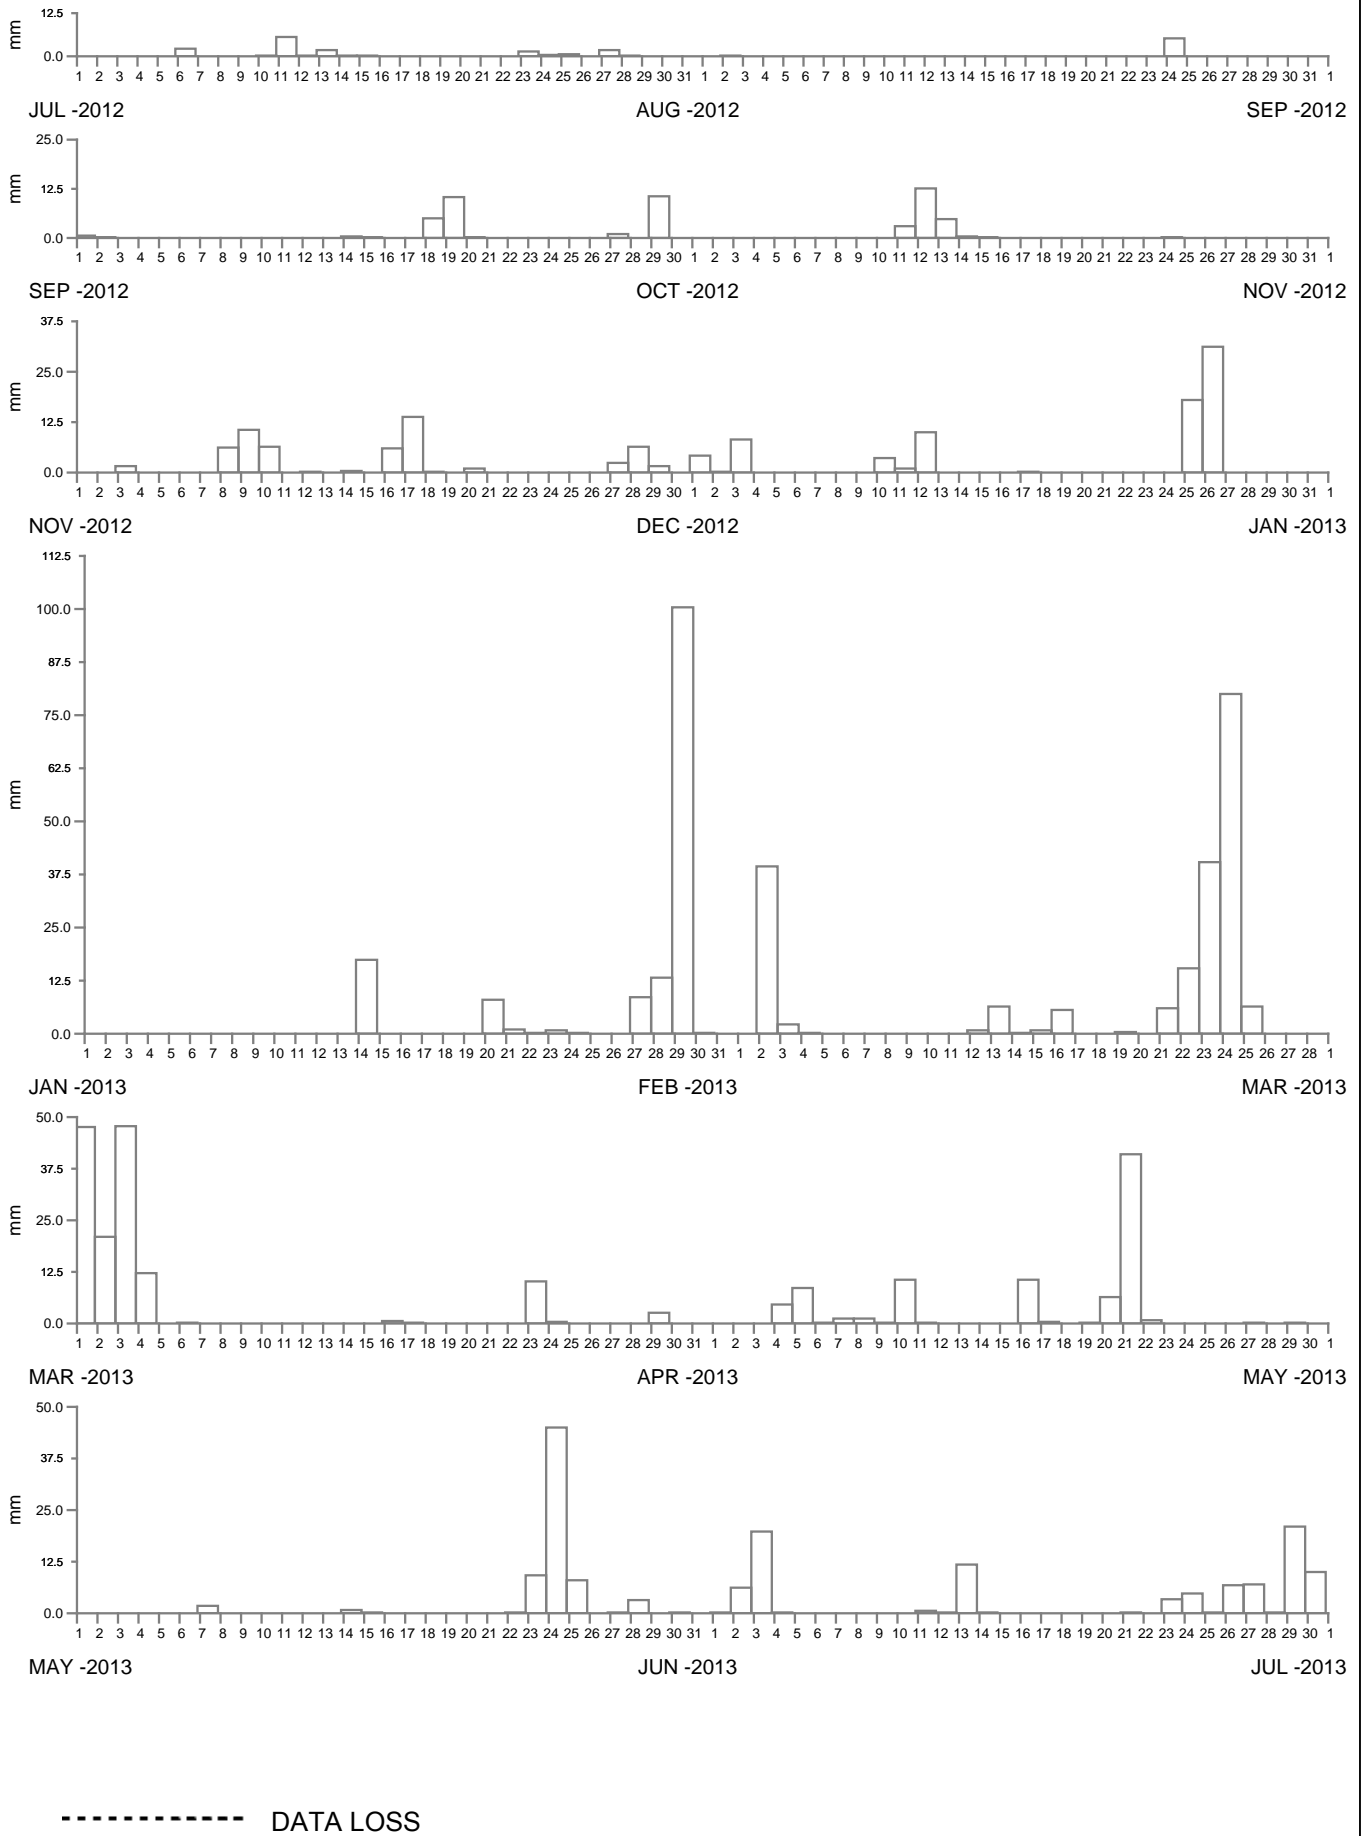 12.5
mm
0.0
1 2 3 4 5 6 7 8 9 10 11 12 13 14 15 16 17 18 19 20 21 22 23 24 25 26 27 28 29 30 31 1 2 3 4 5 6 7 8 9 10 11 12 13 14 15 16 17 18 19 20 21 22 23 24 25 26 27 28 29 30 31 1
JUL -2012 AUG -2012 SEP -2012
25.0
mm
12.5
0.0
1 2 3 4 5 6 7 8 9 10 11 12 13 14 15 16 17 18 19 20 21 22 23 24 25 26 27 28 29 30 1 2 3 4 5 6 7 8 9 10 11 12 13 14 15 16 17 18 19 20 21 22 23 24 25 26 27 28 29 30 31 1
SEP -2012 OCT -2012 NOV -2012
37.5
25.0
mm
12.5
0.0
1 2 3 4 5 6 7 8 9 10 11 12 13 14 15 16 17 18 19 20 21 22 23 24 25 26 27 28 29 30 1 2 3 4 5 6 7 8 9 10 11 12 13 14 15 16 17 18 19 20 21 22 23 24 25 26 27 28 29 30 31 1
NOV -2012 DEC -2012 JAN -2013
112.5
100.0
87.5
75.0
62.5
mm
50.0
37.5
25.0
12.5
0.0
1 2 3 4 5 6 7 8 9 10 11 12 13 14 15 16 17 18 19 20 21 22 23 24 25 26 27 28 29 30 31 1 2 3 4 5 6 7 8 9 10 11 12 13 14 15 16 17 18 19 20 21 22 23 24 25 26 27 28 1
JAN -2013 FEB -2013 MAR -2013
50.0
37.5
25.0
mm
12.5
0.0
1 2 3 4 5 6 7 8 9 10 11 12 13 14 15 16 17 18 19 20 21 22 23 24 25 26 27 28 29 30 31 1 2 3 4 5 6 7 8 9 10 11 12 13 14 15 16 17 18 19 20 21 22 23 24 25 26 27 28 29 30 1
MAR -2013 APR -2013 MAY -2013
50.0
37.5
25.0
mm
12.5
0.0
1 2 3 4 5 6 7 8 9 10 11 12 13 14 15 16 17 18 19 20 21 22 23 24 25 26 27 28 29 30 31 1 2 3 4 5 6 7 8 9 10 11 12 13 14 15 16 17 18 19 20 21 22 23 24 25 26 27 28 29 30 1
MAY -2013 JUN -2013 JUL -2013
DATA LOSS